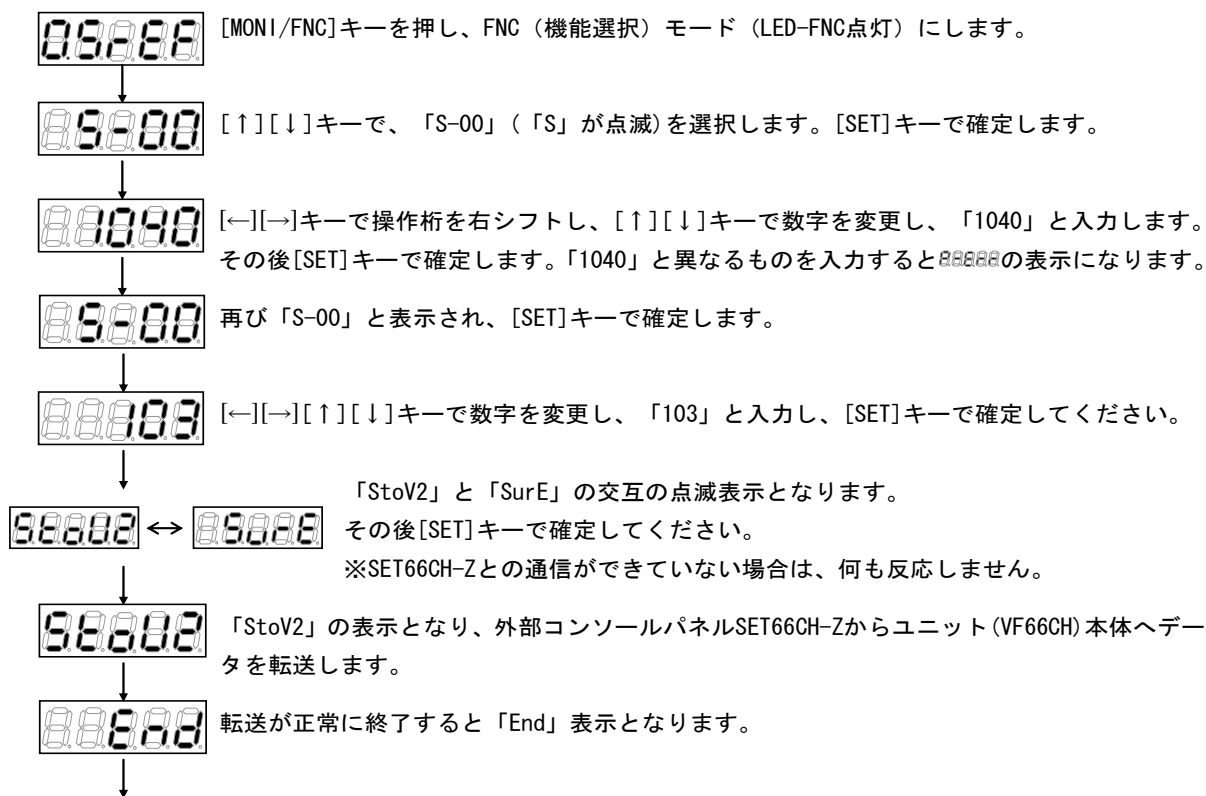 0.SrEF
[MONI/FNC]キーを押し、FNC（機能選択）モード（LED-FNC点灯）にします。
S-00
[↑][↓]キーで、「S-00」(「S」が点滅)を選択します。[SET]キーで確定します。
1040
[←][→]キーで操作桁を右シフトし、[↑][↓]キーで数字を変更し、「1040」と入力します。
その後[SET]キーで確定します。「1040」と異なるものを入力するとの表示になります。
S-00
再び「S-00」と表示され、[SET]キーで確定します。
103
[←][→][↑][↓]キーで数字を変更し、「103」と入力し、[SET]キーで確定してください。
「StoV2」と「SurE」の交互の点滅表示となります。
StoU2 ↔ SurE その後[SET]キーで確定してください。
※SET66CH-Zとの通信ができていない場合は、何も反応しません。
StoU2
「StoV2」の表示となり、外部コンソールパネルSET66CH-Zからユニット(VF66CH)本体へデー
タを転送します。
End
転送が正常に終了すると「End」表示となります。